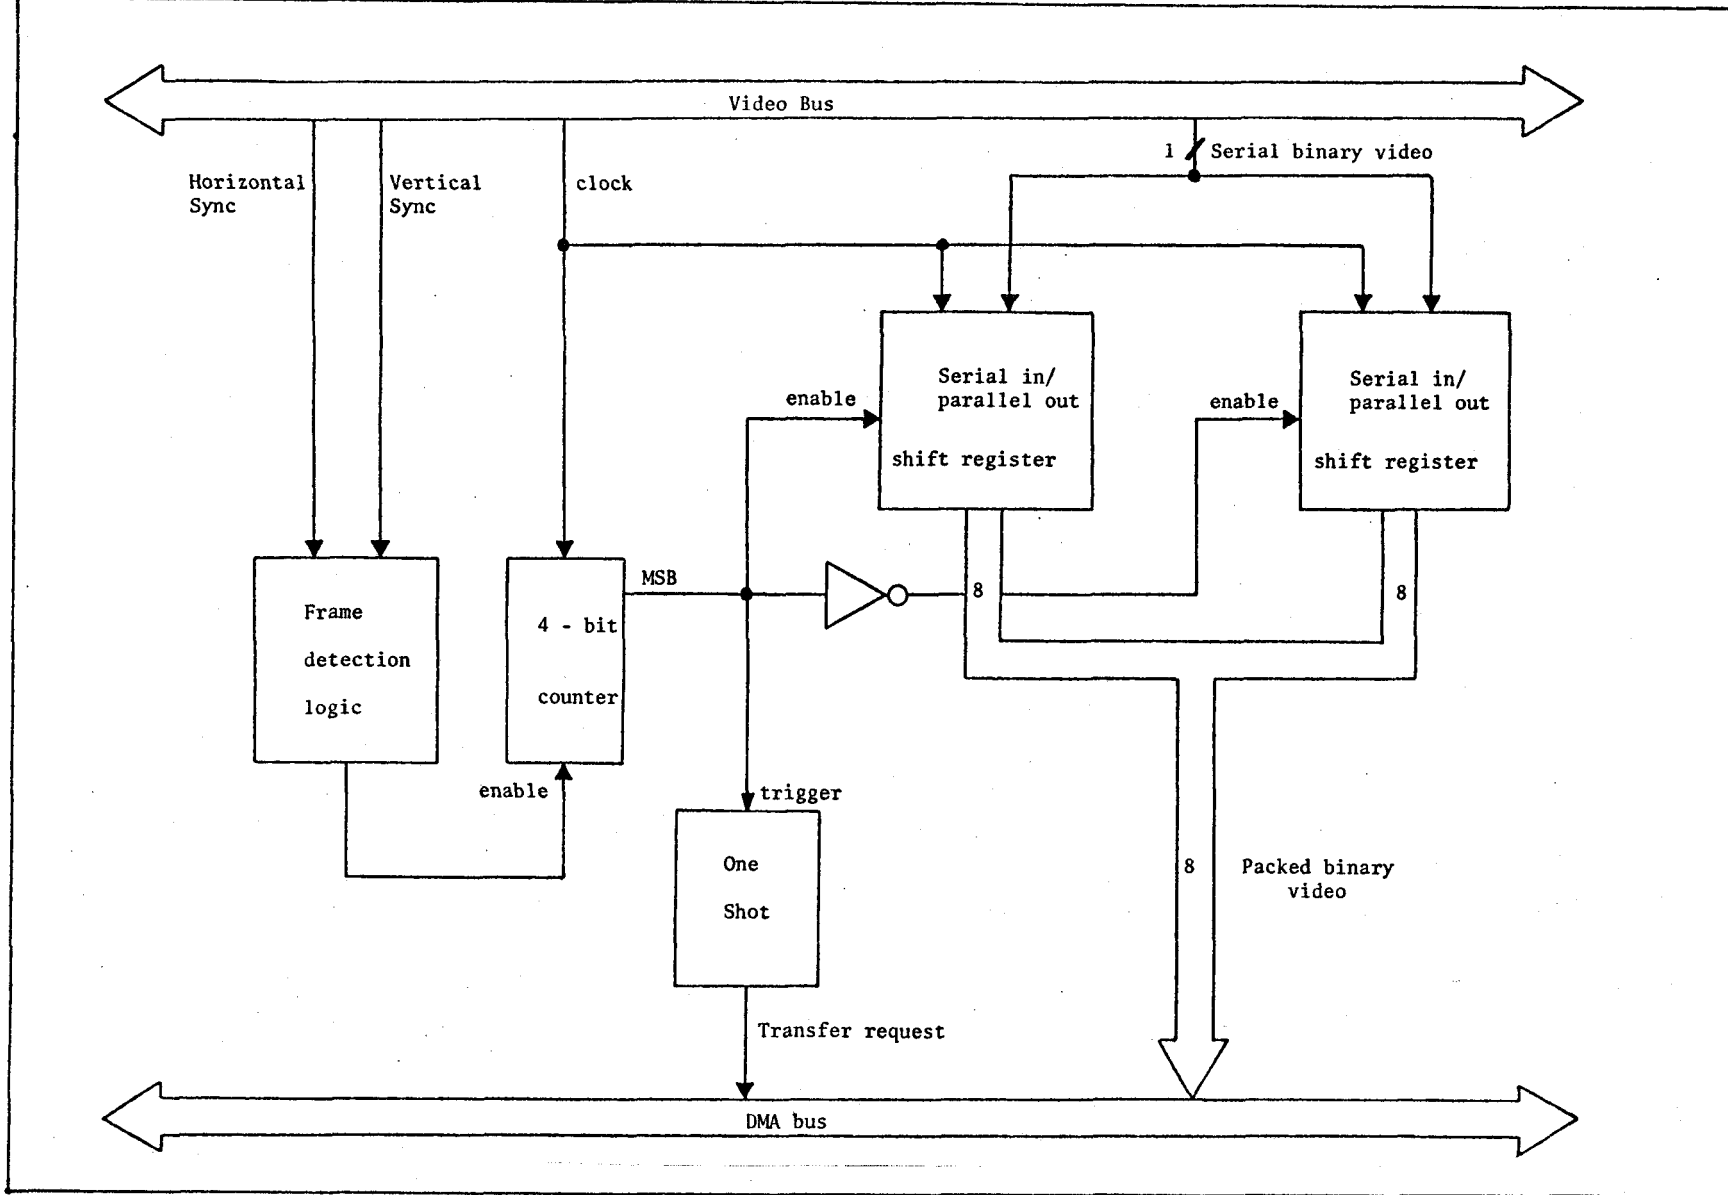 Video Bus
1 Serial binary video
Horizontal
Sync
Vertical
Sync
clock
Serial in/
parallel out
shift register
enable
Serial in/
parallel out
shift register
enable
MSB
8
8
Frame
detection
logic
4 - bit
counter
enable
trigger
One
Shot
8
Packed binary
video
Transfer request
DMA bus